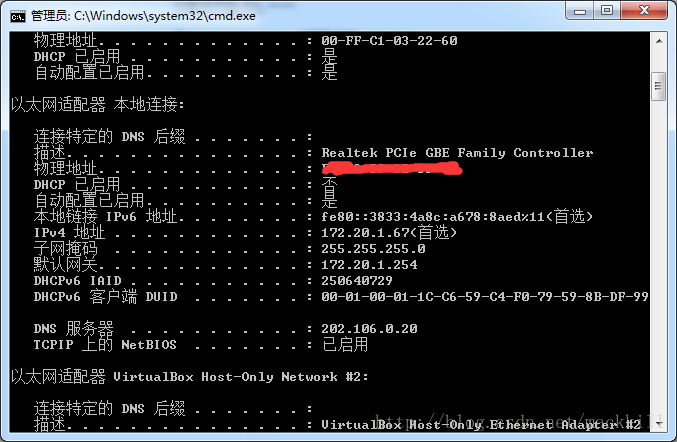 管理员: C:\Windows\system32\cmd.exe
物理地址. . . . . . . . . . . . . : 00-FF-C1-03-22-60
DHCP 已启用 . . . . . . . . . . . : 是
自动配置已启用. . . . . . . . . . : 是
以太网适配器 本地连接:
连接特定的 DNS 后缀 . . . . . . . :
描述. . . . . . . . . . . . . . . : Realtek PCIe GBE Family Controller
物理地址. . . . . . . . . . . . . :
DHCP 已启用 . . . . . . . . . . . : 否
自动配置已启用. . . . . . . . . . : 是
本地链接 IPv6 地址. . . . . . . . : fe80::3833:4a8c:a678:8aed%11(首选)
IPv4 地址 . . . . . . . . . . . . : 172.20.1.67(首选)
子网掩码 . . . . . . . . . . . . : 255.255.255.0
默认网关. . . . . . . . . . . . . : 172.20.1.254
DHCPv6 IAID . . . . . . . . . . . : 250640729
DHCPv6 客户端 DUID . . . . . . . : 00-01-00-01-1C-C6-59-C4-F0-79-59-8B-DF-99
DNS 服务器 . . . . . . . . . . . : 202.106.0.20
TCPIP 上的 NetBIOS . . . . . . . : 已启用
以太网适配器 VirtualBox Host-Only Network #2:
连接特定的 DNS 后缀 . . . . . . . :
描述. . . . . . . . . . . . . . . : VirtualBox Host-Only Ethernet Adapter #2